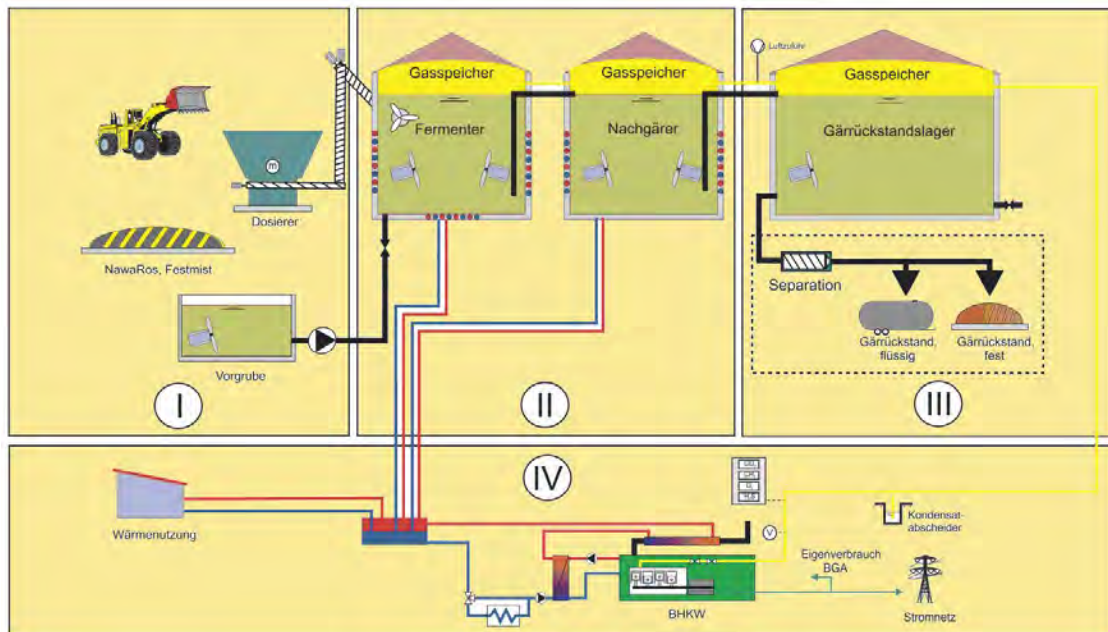 Luftzufuhr
Gasspeicher
Gasspeicher
Gasspeicher
Fermenter
Nachgärer
Gärrückstandslager
m
Dosierer
NawaRos, Festmist
Separation
Gärrückstand,
flüssig
Gärrückstand,
fest
Vorgrube
I
II
III
IV
Wärmenutzung
V
Kondensat-
abscheider
Eigenverbrauch
BGA
BHKW
Stromnetz